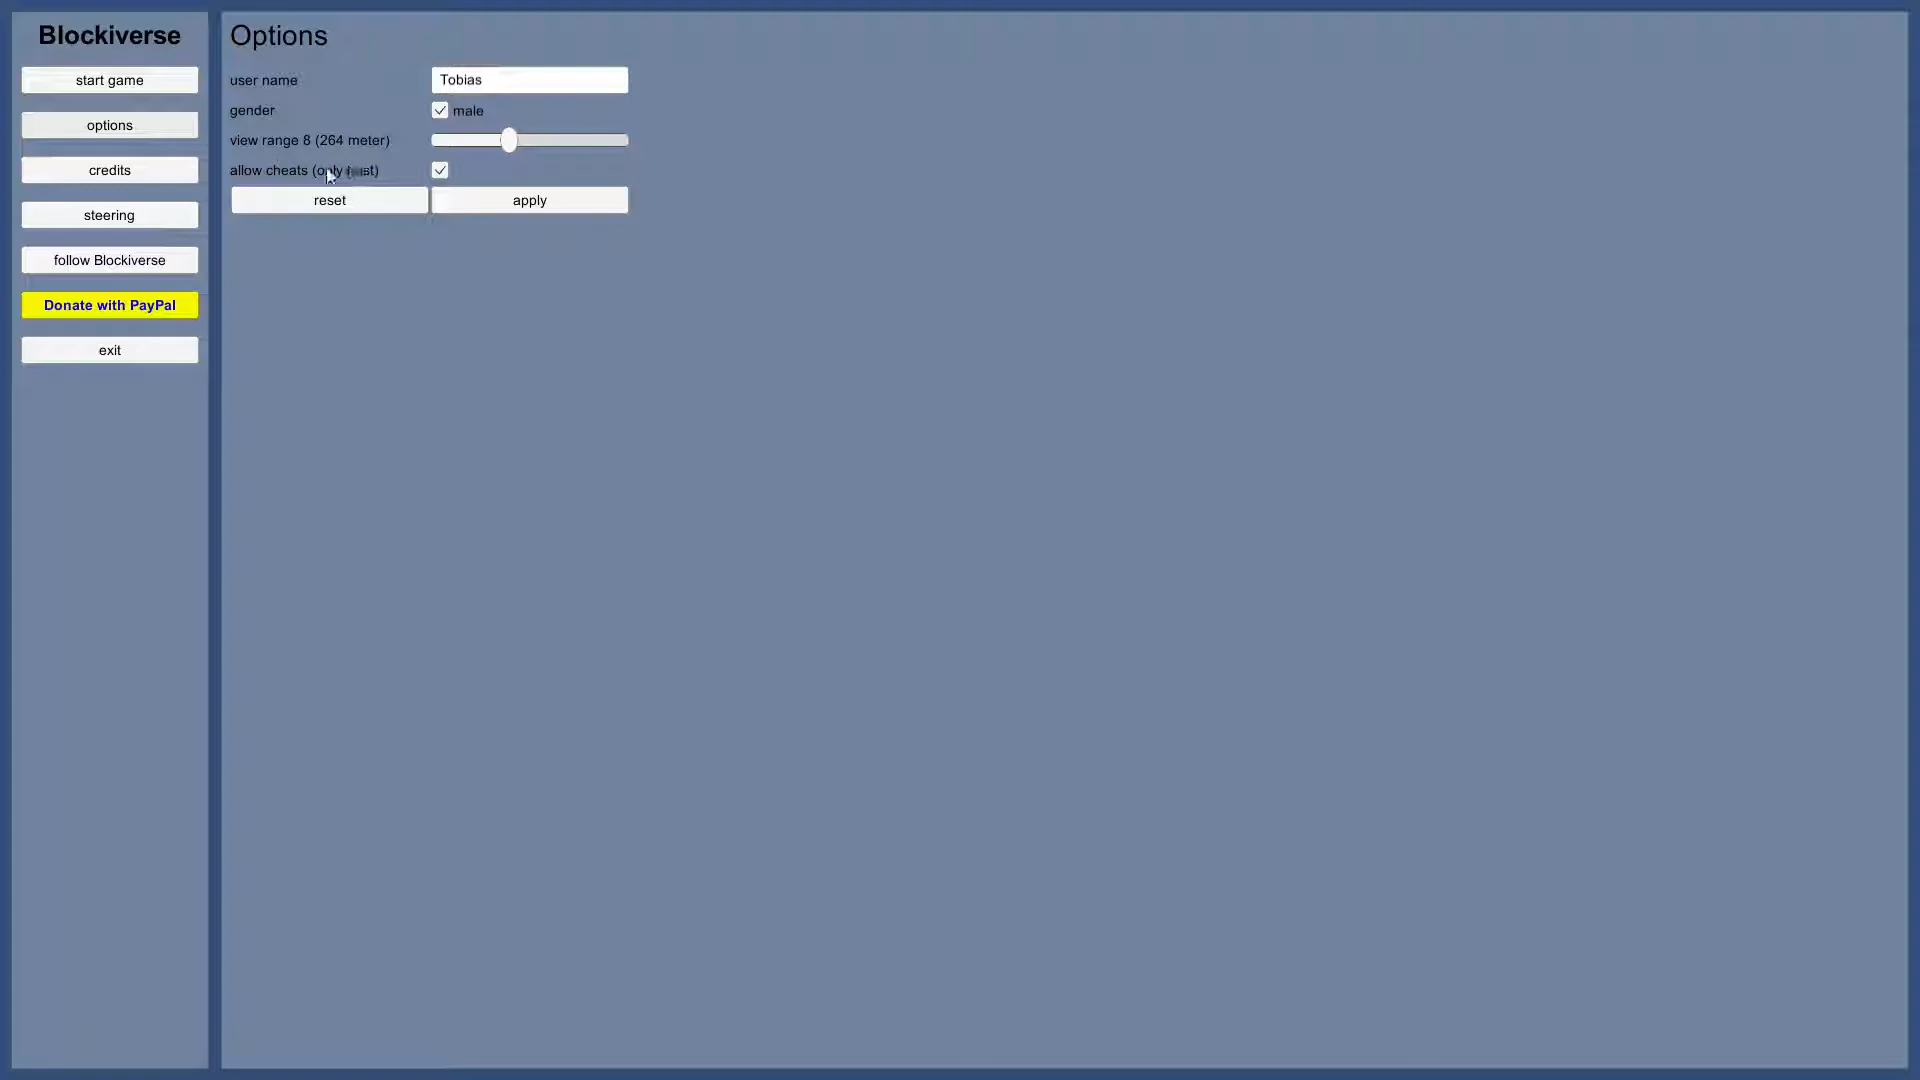 Blockiverse
start game
options
credits
steering
follow Blockiverse
Donate with PayPal
exit
Options
user name Tobias
gender male
view range 8 (264 meter)
allow cheats (only
reset apply